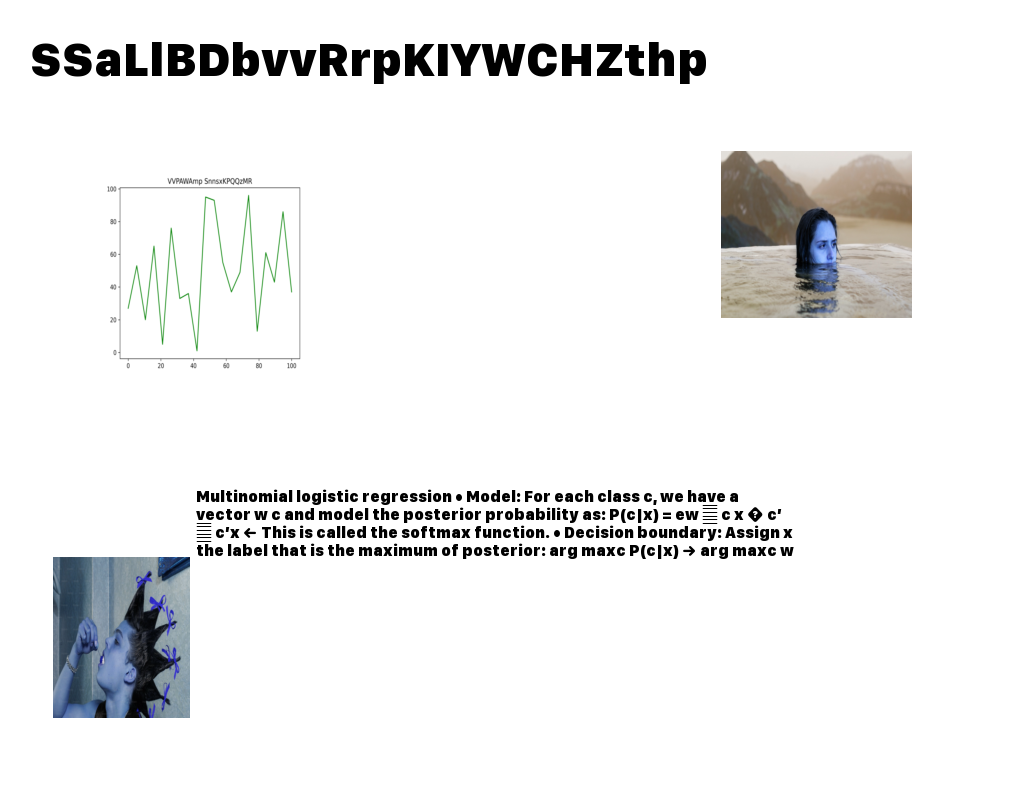 SSaLlBDbvvRrpKIYWCHZthp
VVPAWAmp SnnsxKPQQzMR
100
80
60
40
20
0
0 20 40 60 80 100
Multinomial logistic regression • Model: For each class c, we have a
vector w c and model the posterior probability as: P(c|x) = ew ▒ c x � c’
▒ c’x ← This is called the softmax function. • Decision boundary: Assign x
the label that is the maximum of posterior: arg maxc P(c|x) → arg maxc w